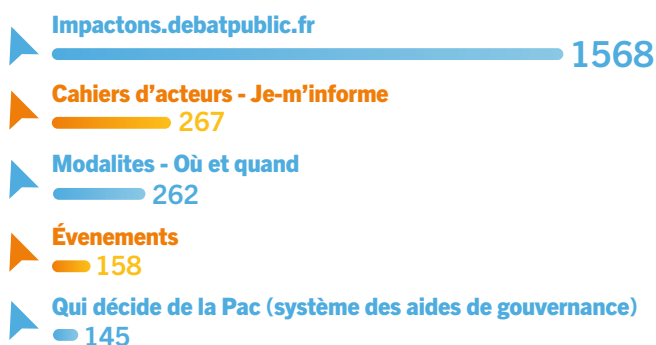 Impactons.debatpublic.fr
1568
Cahiers d’acteurs - Je-m’informe
267
Modalites - Où et quand
262
Évenements
158
Qui décide de la Pac (système des aides de gouvernance)
145